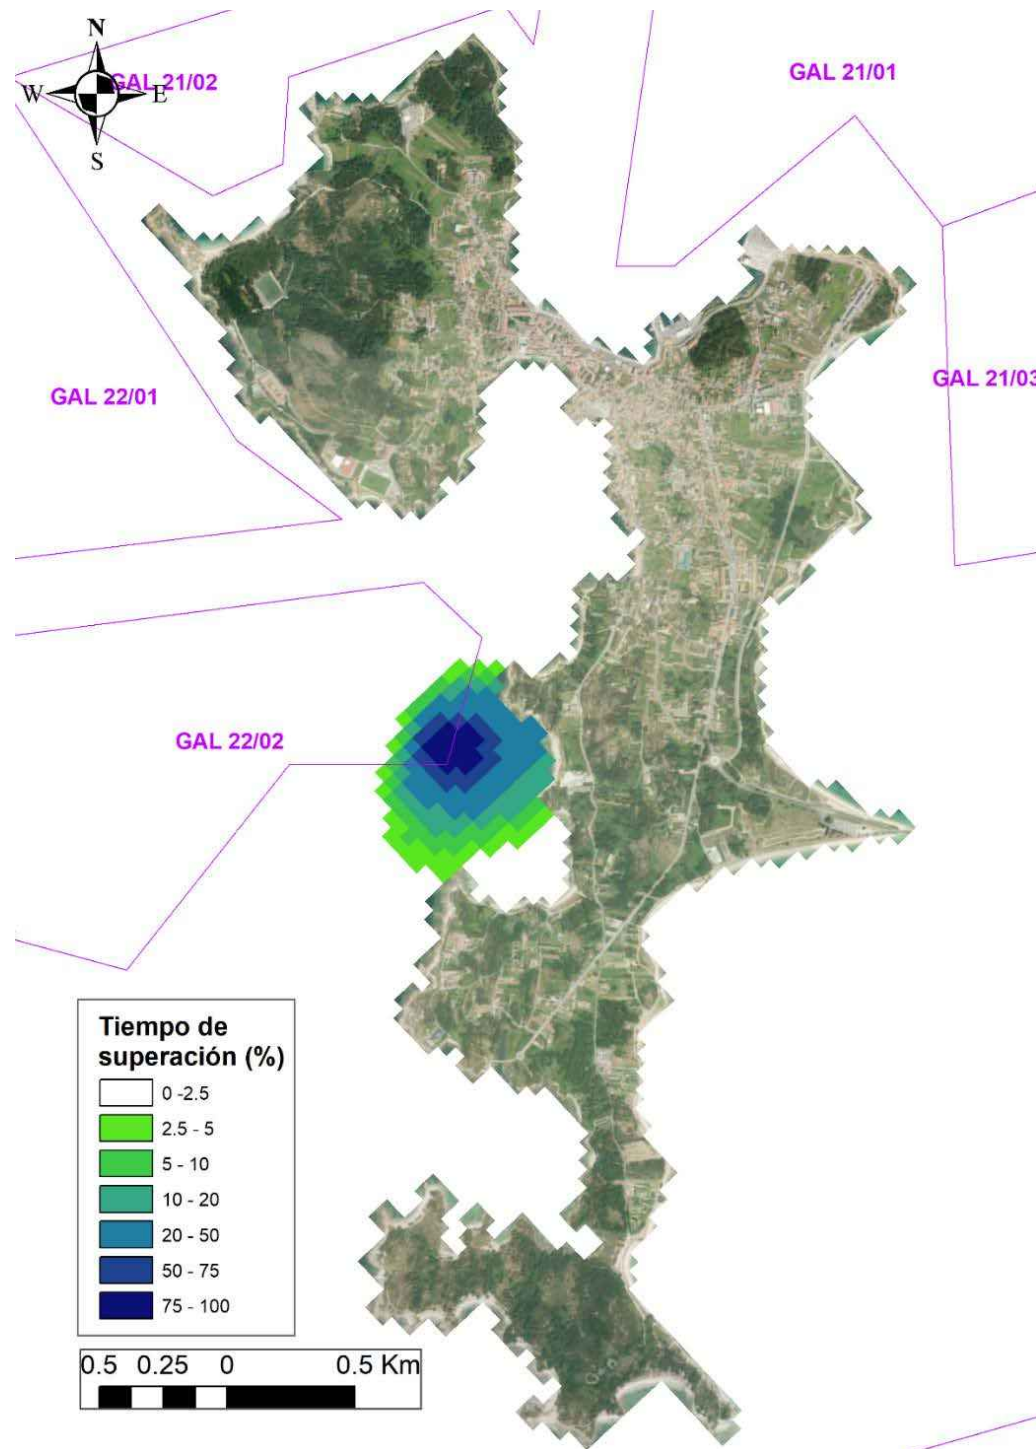 N
W E
S
GAL 21/02
GAL 21/01
GAL 22/01
GAL 21/03
GAL 22/02
Tiempo de
superación (%)
0 -2.5
2.5 - 5
5 - 10
10 - 20
20 - 50
50 - 75
75 - 100
0.5 0.25 0 0.5 Km